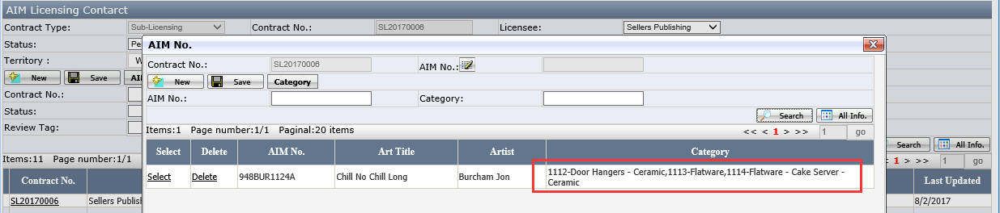 AIM Licensing Contarct
Contract Type: Sub-Licensing Contract No.: SL20170006 Licensee: Sellers Publishing
Status: Pe
Territory : W
New Save AI
Contract No.:
Status:
Review Tag:
Search All Info.
Items:11 Page number:1/1
1 > >> 1 go
Contract No. Last Updated
SL20170006 Sellers Publish 8/2/2017
AIM No.
Contract No.: SL20170006 AIM No.:
New Save Category
AIM No.: Category:
Search All Info.
Items:1 Page number:1/1 Paginal:20 items << < 1 > >> 1 go
Select Delete AIM No. Art Title Artist Category
Select Delete 948BUR1124A Chill No Chill Long Burcham Jon 1112-Door Hangers - Ceramic,1113-Flatware,1114-Flatware - Cake Server -
Ceramic